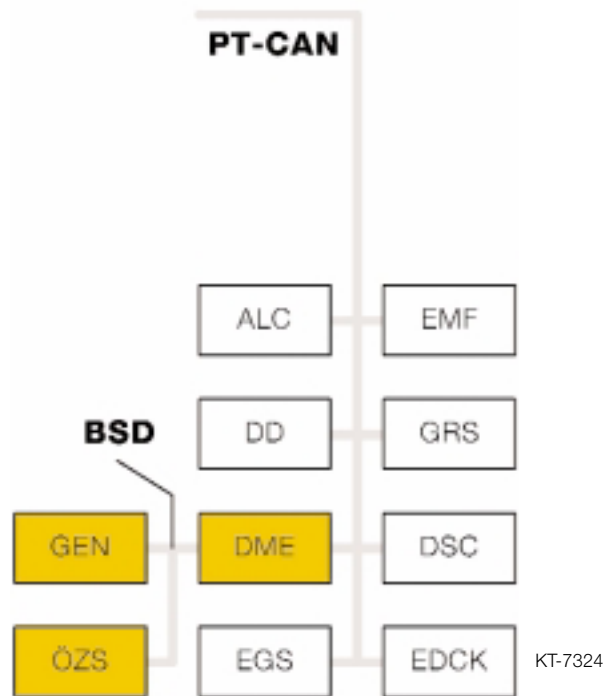 PT-CAN
ALC EMF
BSD DD GRS
GEN DME DSC
ÖZS EGS EDCK KT-7324